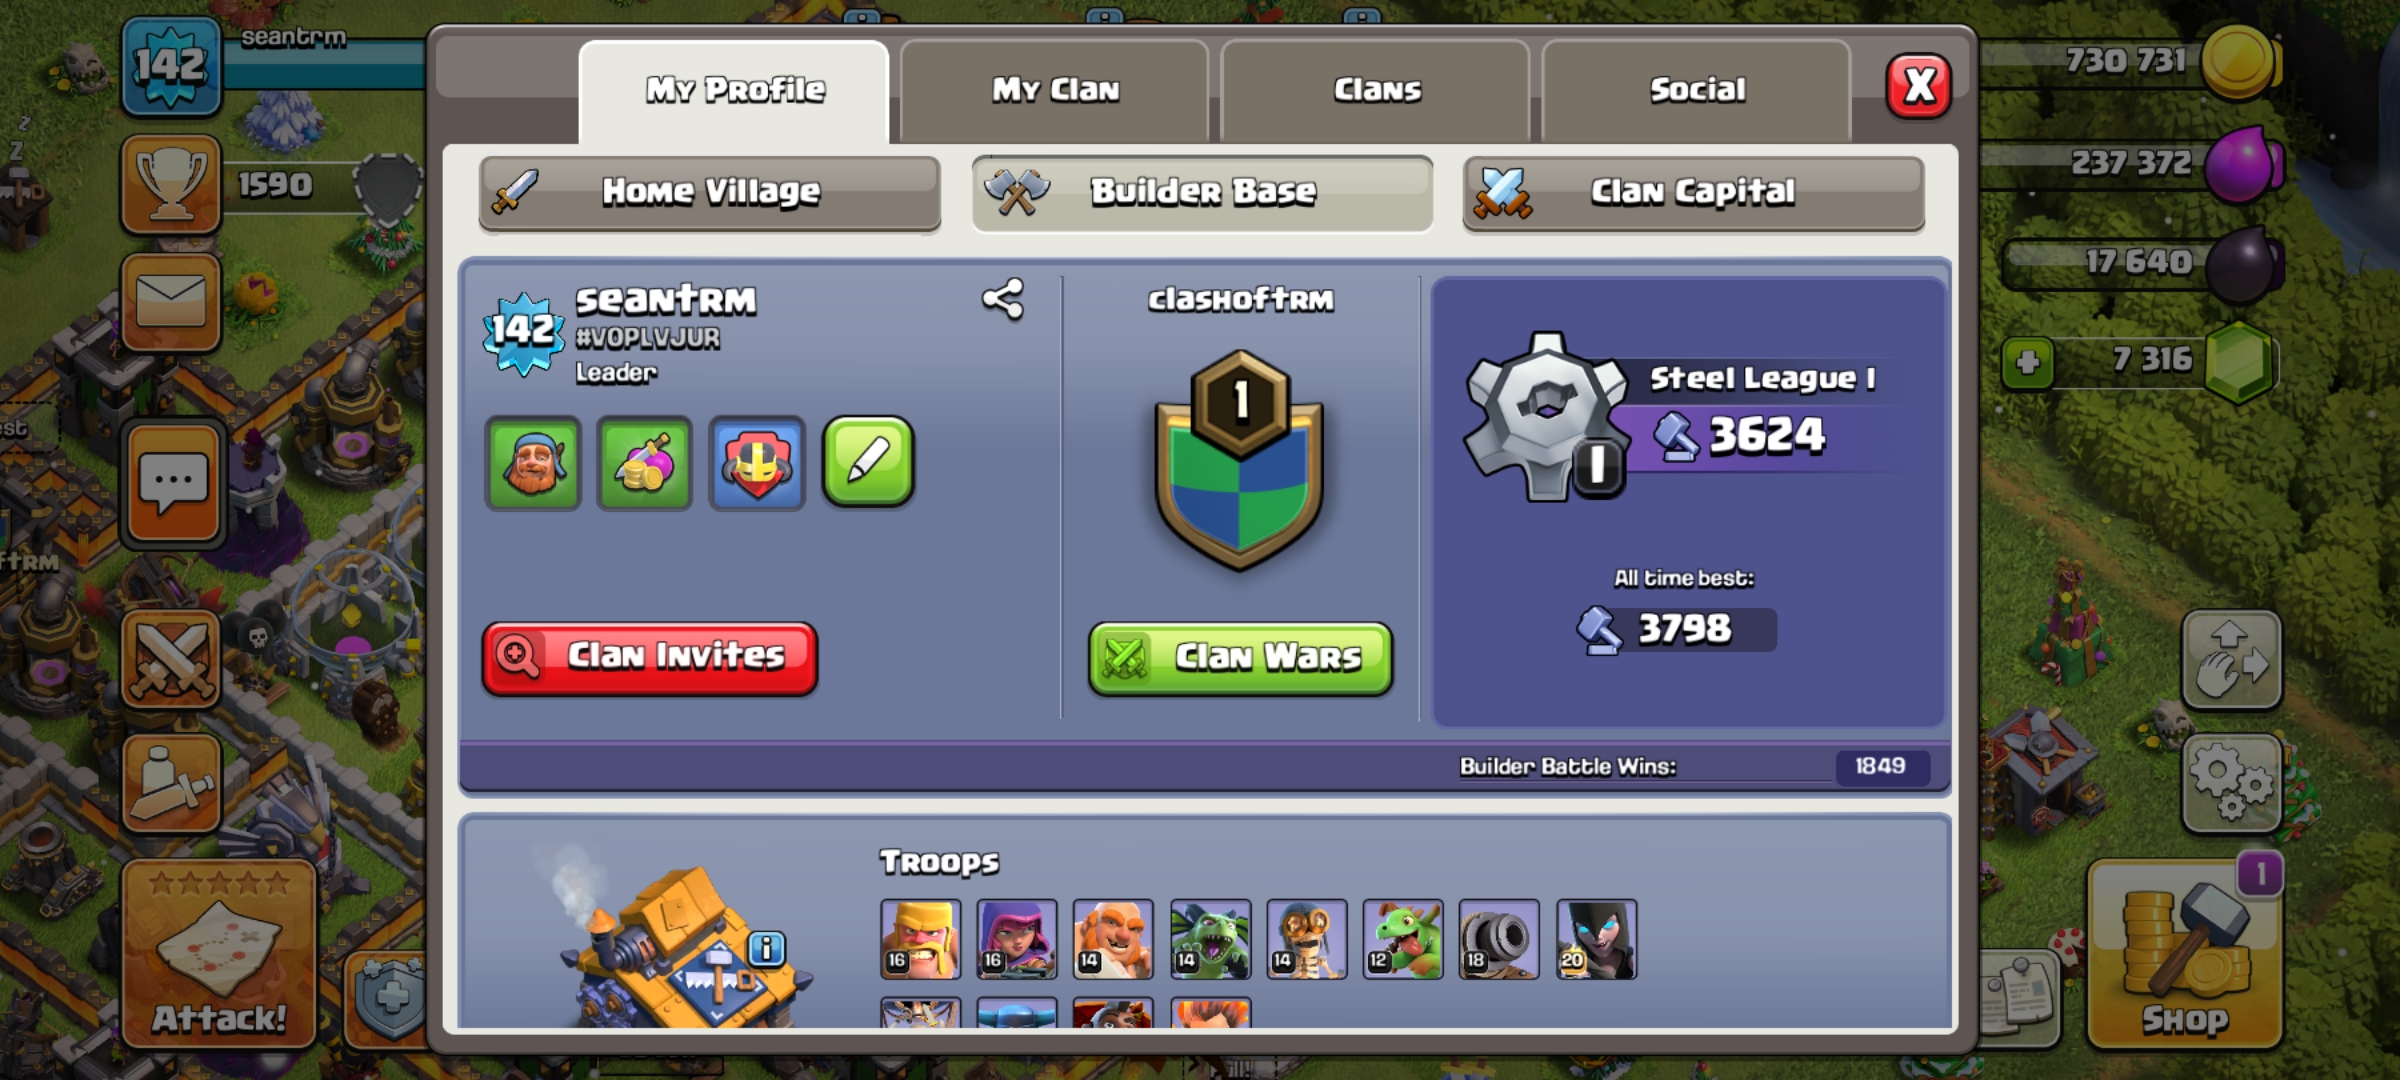 142
seantrm
1590
My Profile
My Clan
Clans
Social
X
730 731
237 372
17 640
7 316
Home Village
Builder Base
Clan Capital
142
seantrm
#VOPLVJUR
Leader
clashoftrm
1
Steel League I
3624
I
All time best:
3798
Clan Invites
Clan Wars
Builder Battle Wins:
1849
Troops
16
16
14
14
14
12
18
20
Attack!
1
Shop